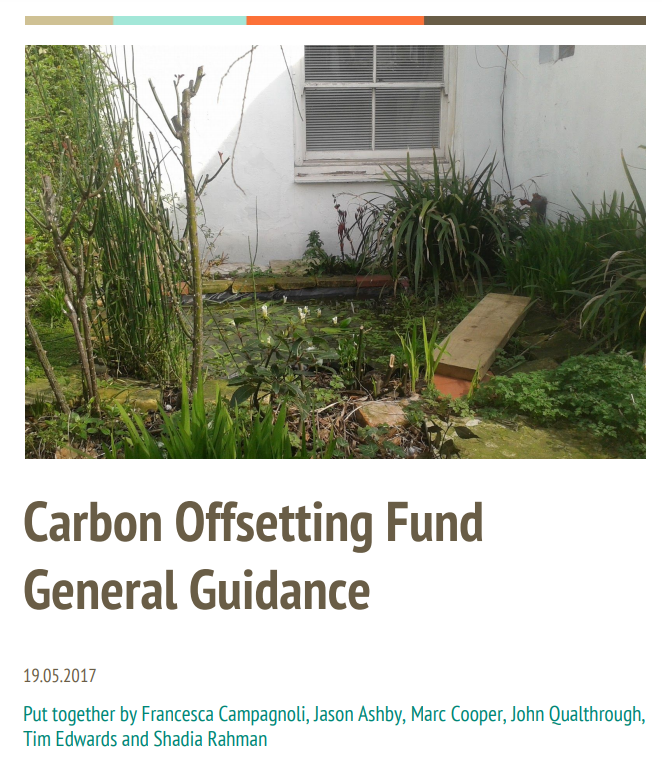 Carbon Offsetting Fund
General Guidance
19.05.2017
Put together by Francesca Campagnoli, Jason Ashby, Marc Cooper, John Qualthrough,
Tim Edwards and Shadia Rahman